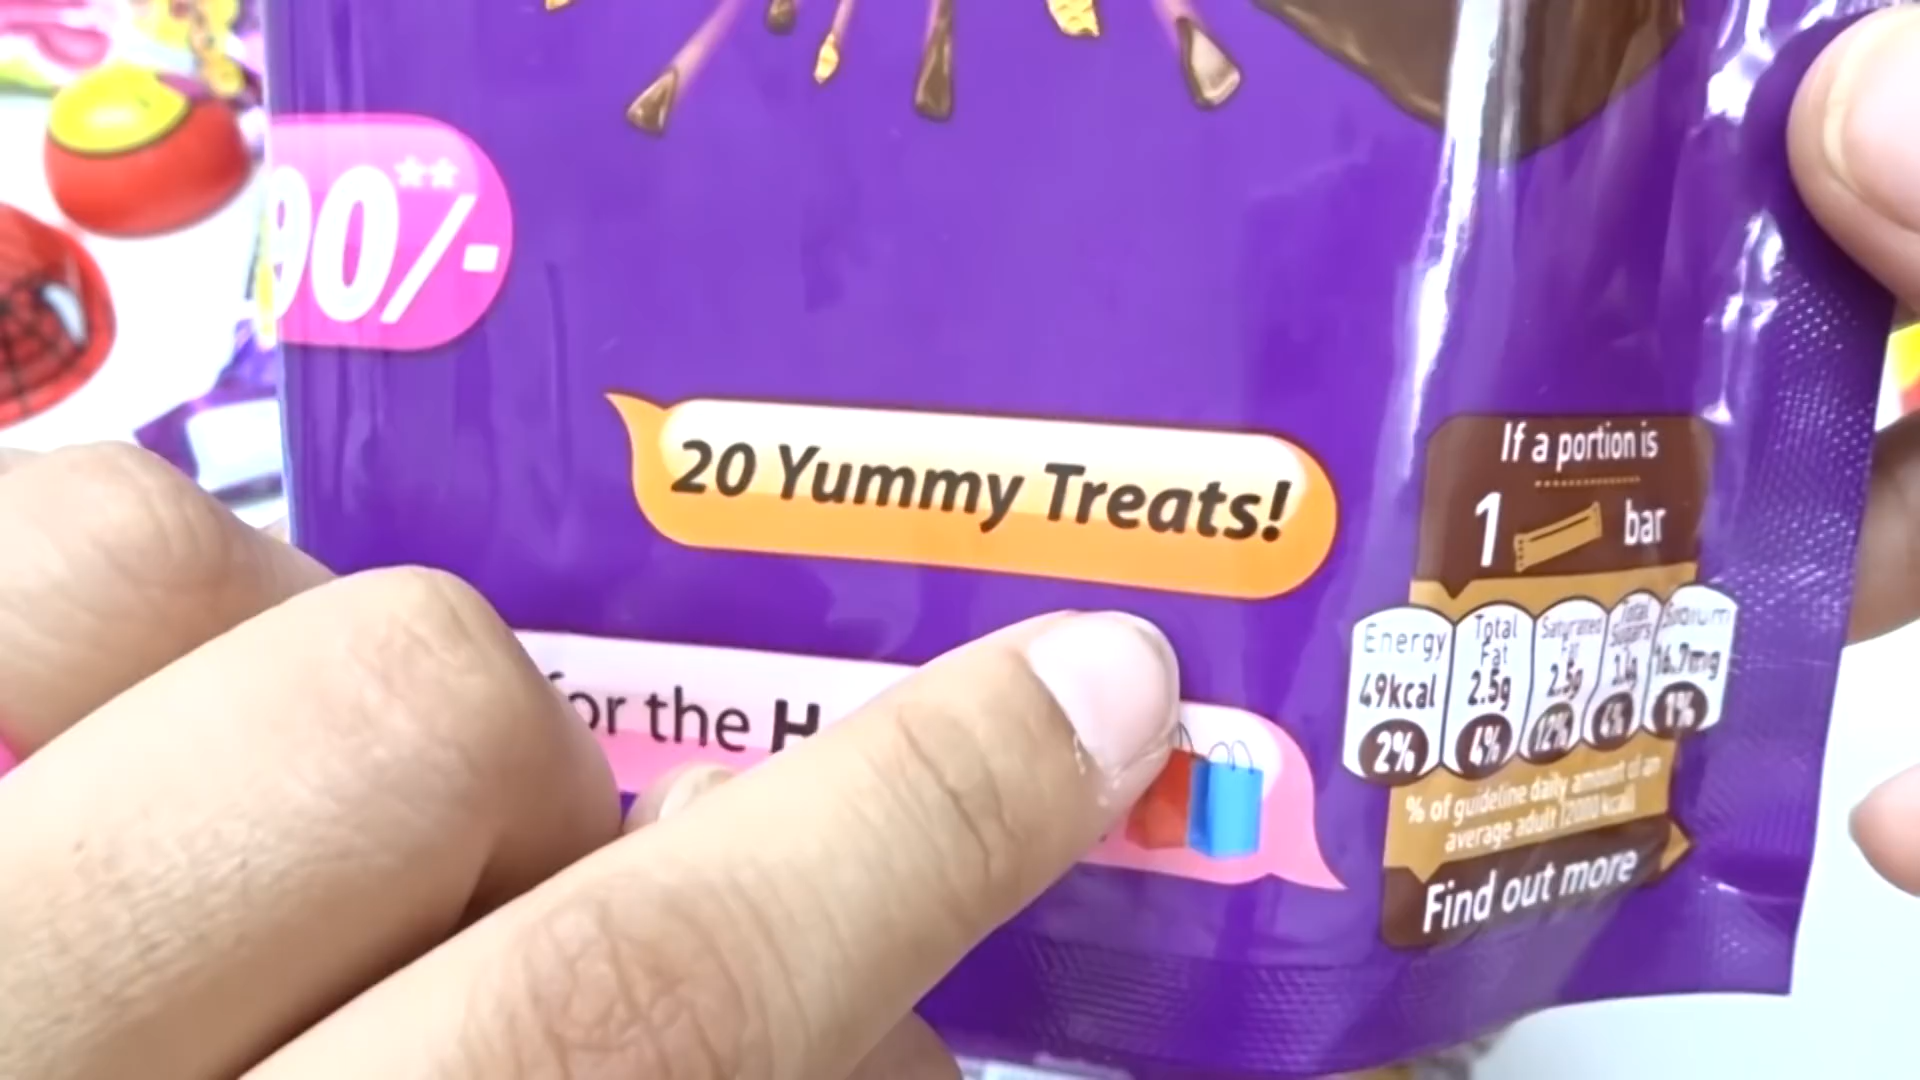 90/-
**
20 Yummy Treats!
for the H
If a portion is
1 bar
Energy
49kcal
2%
Total
Fat
2.5g
4%
Saturated
Fat
2.5g
12%
Total
Sugars
4%
Sodium
16.7mg
1%
% of guideline daily amount of an
average adult (2000 kcal)
Find out more